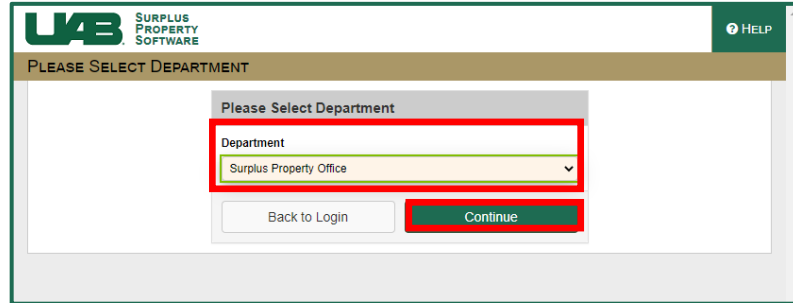 UAB
SURPLUS
PROPERTY
SOFTWARE
? HELP
PLEASE SELECT DEPARTMENT
Please Select Department
Department
Surplus Property Office
Back to Login
Continue